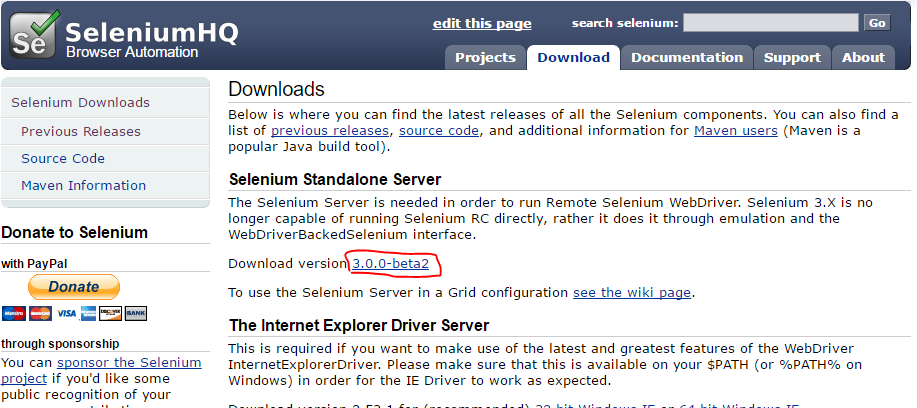 Se
SeleniumHQ
Browser Automation
edit this page
search selenium:
Go
Projects
Download
Documentation
Support
About
Selenium Downloads
Previous Releases
Source Code
Maven Information
Donate to Selenium
with PayPal
Donate
VISA
BANK
through sponsorship
You can sponsor the Selenium
project if you'd like some
public recognition of your
Downloads
Below is where you can find the latest releases of all the Selenium components. You can also find a
list of previous releases, source code, and additional information for Maven users (Maven is a
popular Java build tool).
Selenium Standalone Server
The Selenium Server is needed in order to run Remote Selenium WebDriver. Selenium 3.X is no
longer capable of running Selenium RC directly, rather it does it through emulation and the
WebDriverBackedSelenium interface.
Download version 3.0.0-beta2
To use the Selenium Server in a Grid configuration see the wiki page.
The Internet Explorer Driver Server
This is required if you want to make use of the latest and greatest features of the WebDriver
InternetExplorerDriver. Please make sure that this is available on your $PATH (or %PATH% on
Windows) in order for the IE Driver to work as expected.